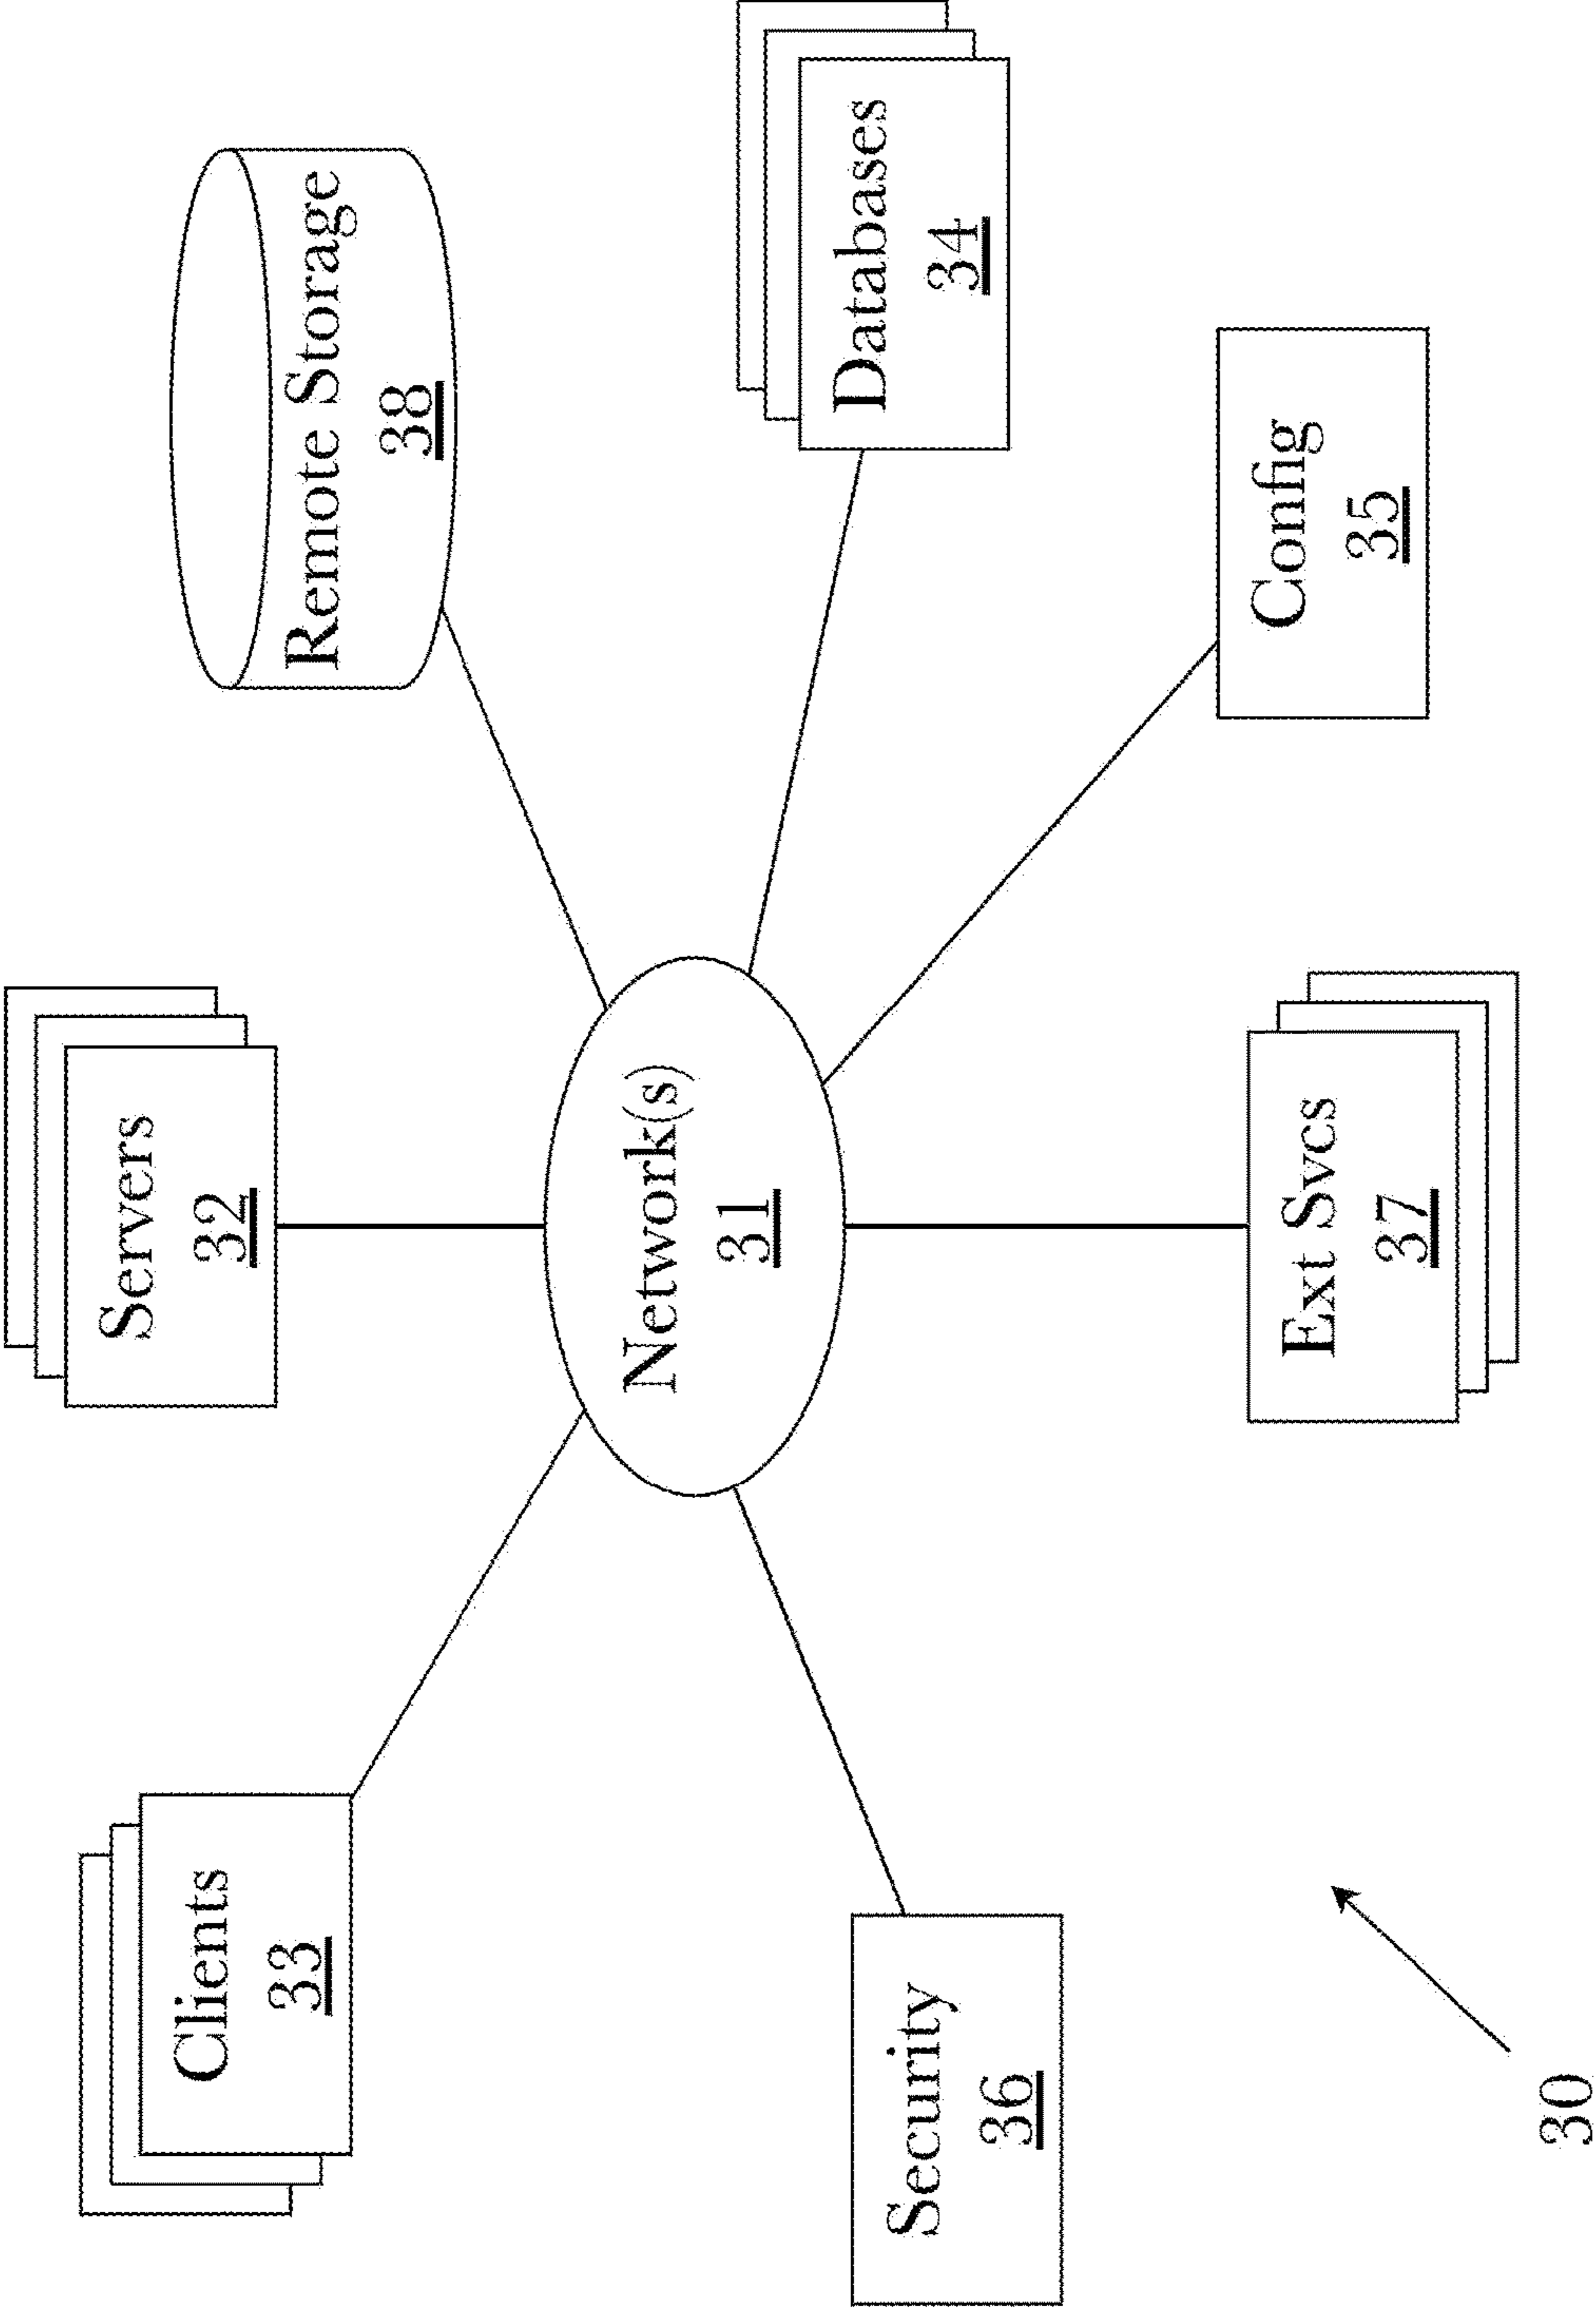 Servers
32
Clients
33
Remote Storage
38
Network(s)
31
Databases
34
Security
36
Ext Svcs
37
Config
35
30